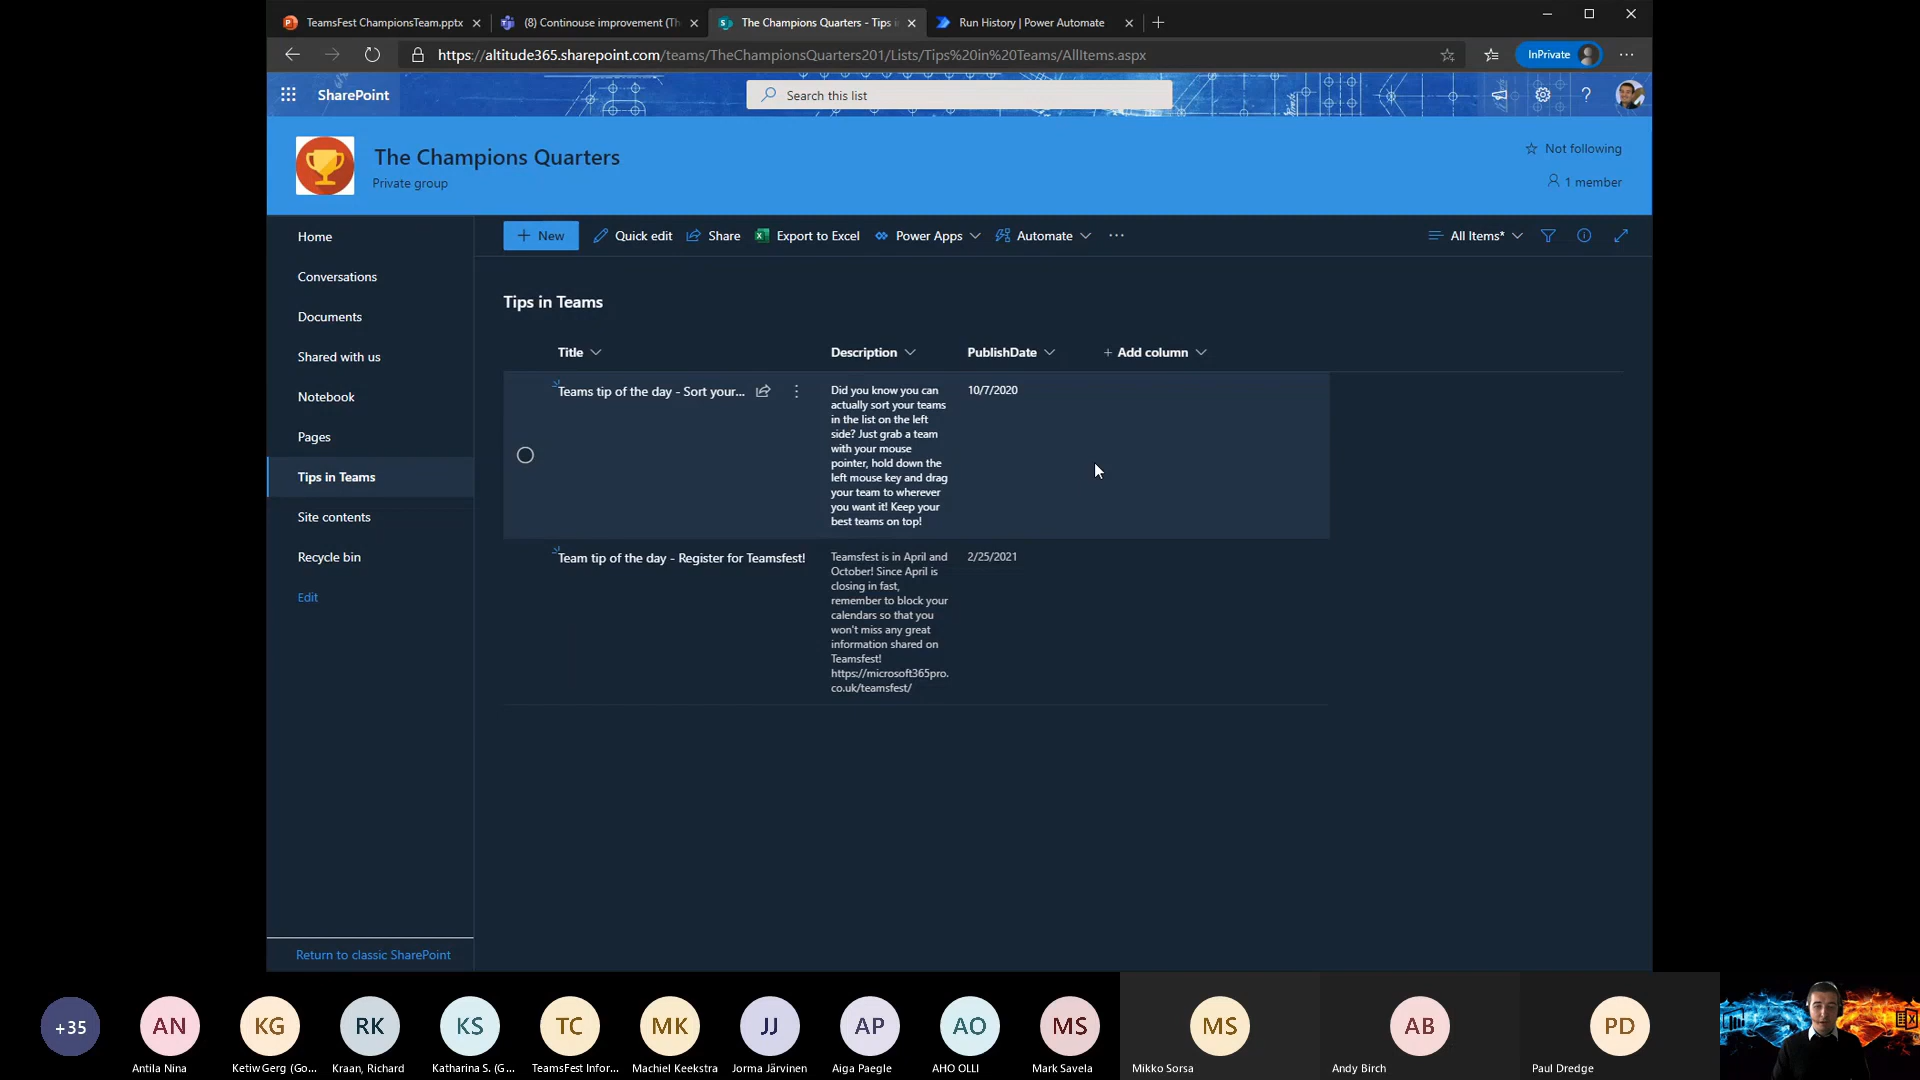 TeamsFest ChampionsTeam.pptx
(8) Continouse improvement (Th
The Champions Quarters - Tips i
Run History | Power Automate
https://altitude365.sharepoint.com/teams/TheChampionsQuarters201/Lists/Tips%20in%20Teams/AllItems.aspx
InPrivate
SharePoint
Search this list
The Champions Quarters
Private group
Not following
1 member
Home
Conversations
Documents
Shared with us
Notebook
Pages
Tips in Teams
Site contents
Recycle bin
Edit
Return to classic SharePoint
New
Quick edit
Share
Export to Excel
Power Apps
Automate
All Items*
Tips in Teams
Title
Description
PublishDate
+ Add column
Teams tip of the day - Sort your...
Did you know you can
actually sort your teams
in the list on the left
side? Just grab a team
with your mouse
pointer, hold down the
left mouse key and drag
your team to wherever
you want it! Keep your
best teams on top!
10/7/2020
Team tip of the day - Register for Teamsfest!
Teamsfest is in April and
October! Since April is
closing in fast,
remember to block your
calendars so that you
won't miss any great
information shared on
Teamsfest!
https://microsoft365pro.
co.uk/teamsfest/
2/25/2021
+35
AN
Antila Nina
KG
Ketiw Gerg (Go...
RK
Kraan, Richard
KS
Katharina S. (G...
TC
TeamsFest Infor...
MK
Machiel Keekstra
JJ
Jorma Järvinen
AP
Aiga Paegle
AO
AHO OLLI
MS
Mark Savela
MS
Mikko Sorsa
AB
Andy Birch
PD
Paul Dredge